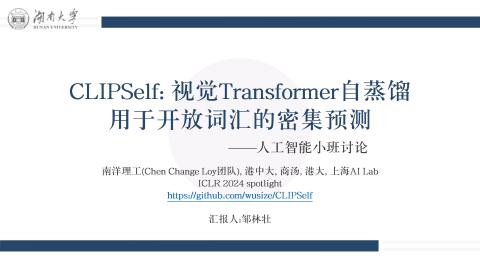 湖南大学
HUNAN UNIVERSITY
CLIPSelf: 视觉Transformer自蒸馏
用于开放词汇的密集预测
——人工智能小班讨论
南洋理工(Chen Change Loy团队), 港中大, 商汤, 港大, 上海AI Lab
ICLR 2024 spotlight
https://github.com/wusize/CLIPSelf
汇报人:邹林壮